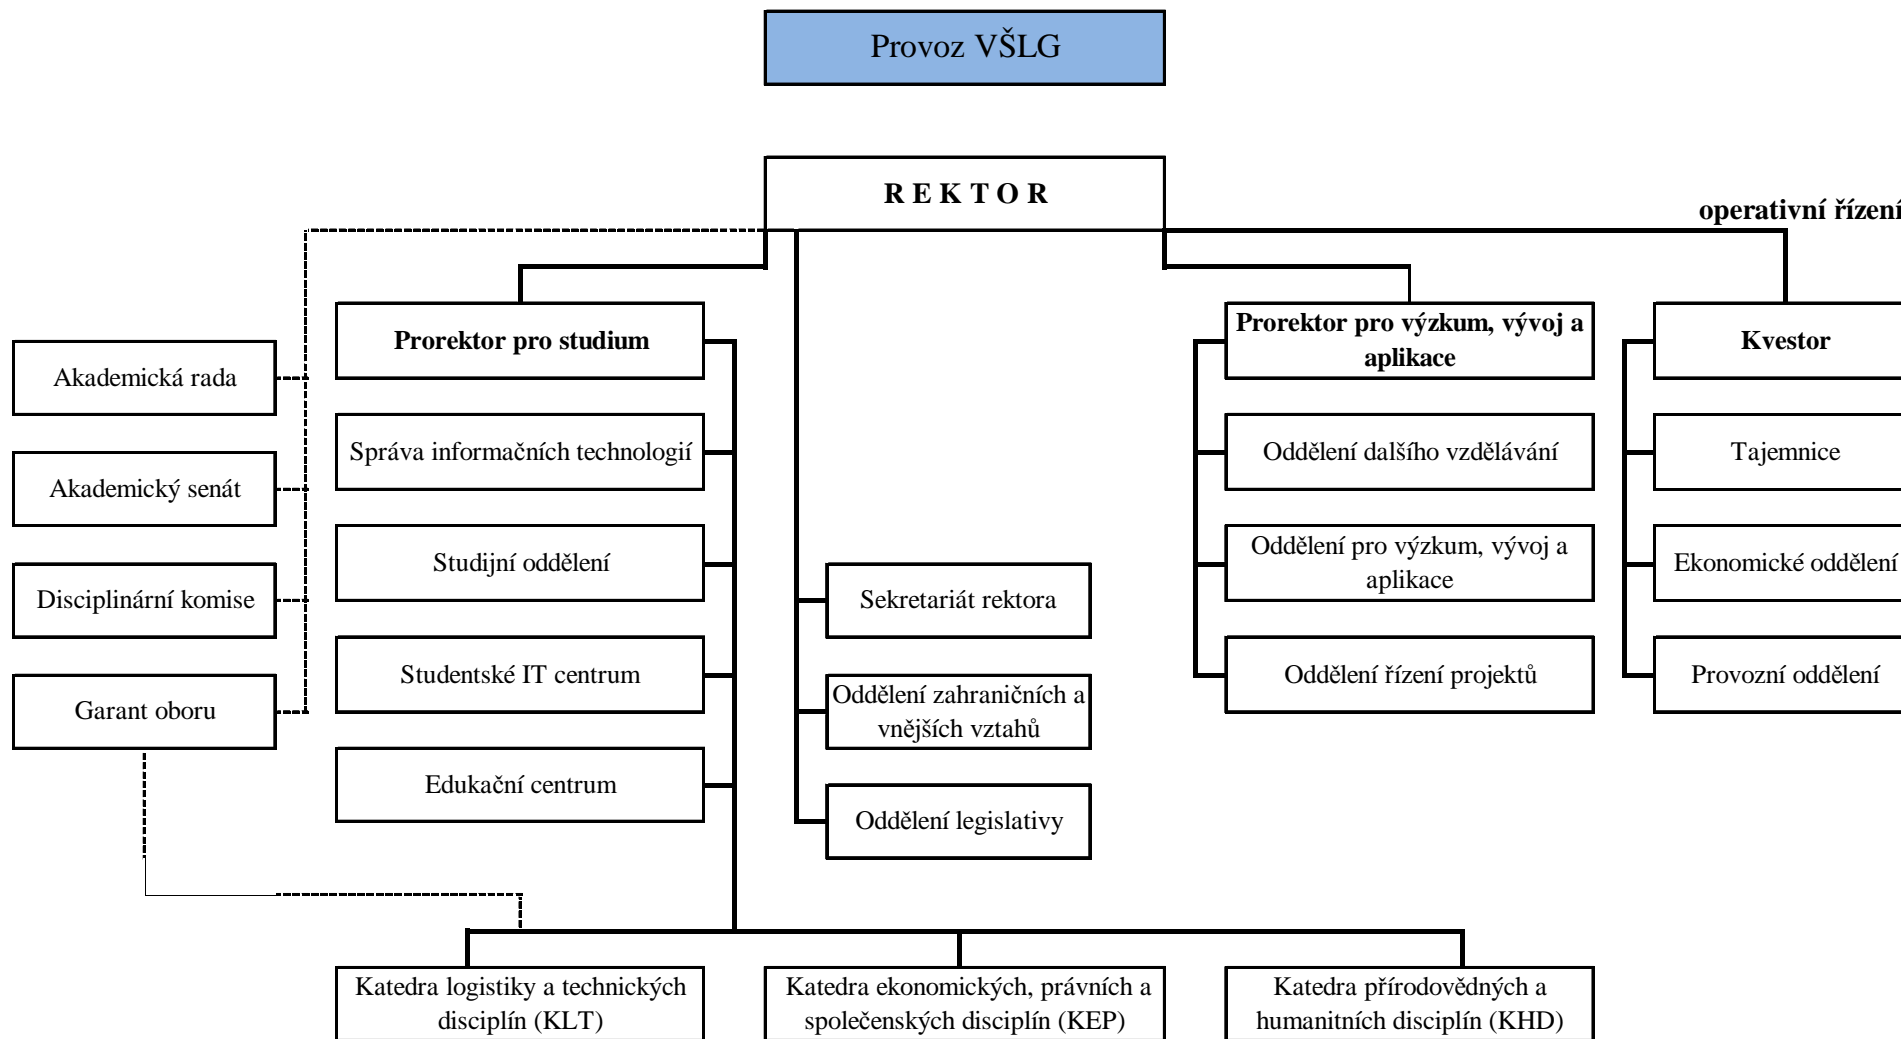 Provoz VŠLG
R E K T O R
operativní řízení
Akademická rada
Akademický senát
Disciplinární komise
Garant oboru
Prorektor pro studium
Správa informačních technologií
Studijní oddělení
Studentské IT centrum
Edukační centrum
Sekretariát rektora
Oddělení zahraničních a
vnějších vztahů
Oddělení legislativy
Prorektor pro výzkum, vývoj a
aplikace
Oddělení dalšího vzdělávání
Oddělení pro výzkum, vývoj a
aplikace
Oddělení řízení projektů
Kvestor
Tajemnice
Ekonomické oddělení
Provozní oddělení
Katedra logistiky a technických
disciplín (KLT)
Katedra ekonomických, právních a
společenských disciplín (KEP)
Katedra přírodovědných a
humanitních disciplín (KHD)